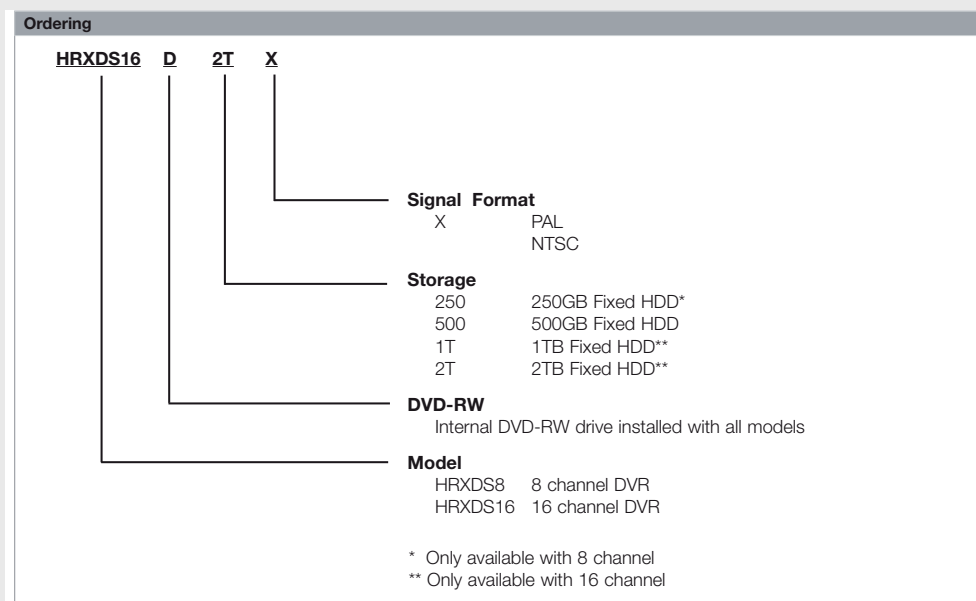 Ordering
HRXDS16 D 2T X
Signal Format
X PAL
NTSC
Storage
250 250GB Fixed HDD*
500 500GB Fixed HDD
1T 1TB Fixed HDD**
2T 2TB Fixed HDD**
DVD-RW
Internal DVD-RW drive installed with all models
Model
HRXDS8 8 channel DVR
HRXDS16 16 channel DVR
* Only available with 8 channel
** Only available with 16 channel